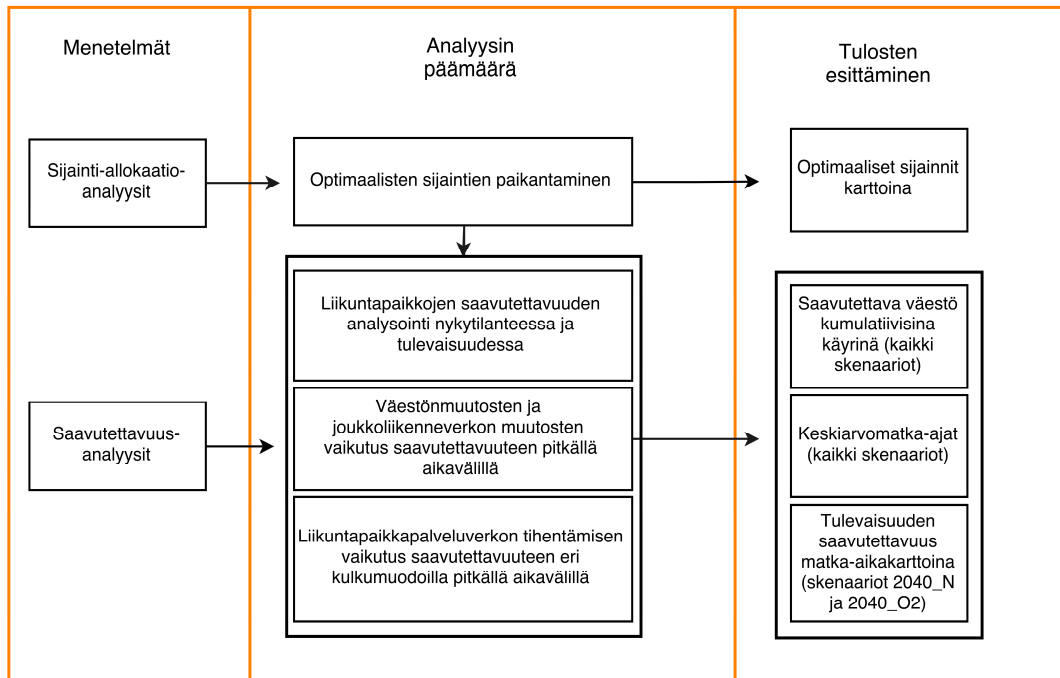 Menetelmät
Analyysin
päämäärä
Tulosten
esittäminen
Sijainti-allokaatio-
analyysit
Optimaalisten sijaintien paikantaminen
Optimaaliset sijainnit
karttoina
Liikuntapaikkojen saavutettavuuden
analysointi nykytilanteessa ja
tulevaisuudessa
Saavutettava väestö
kumulatiivisina
käyrinä (kaikki
skenaariot)
Saavutettavuus-
analyysit
Väestönmuutosten ja
joukkoliikenneverkon muutosten
vaikutus saavutettavuuteen pitkällä
aikavälillä
Keskiarvomatka-ajat
(kaikki skenaariot)
Liikuntapaikkapalveluverkon tihentämisen
vaikutus saavutettavuuteen eri
kulkumuodoilla pitkällä aikavälillä
Tulevaisuuden
saavutettavuus
matka-aikakarttoina
(skenaariot 2040_N
ja 2040_O2)